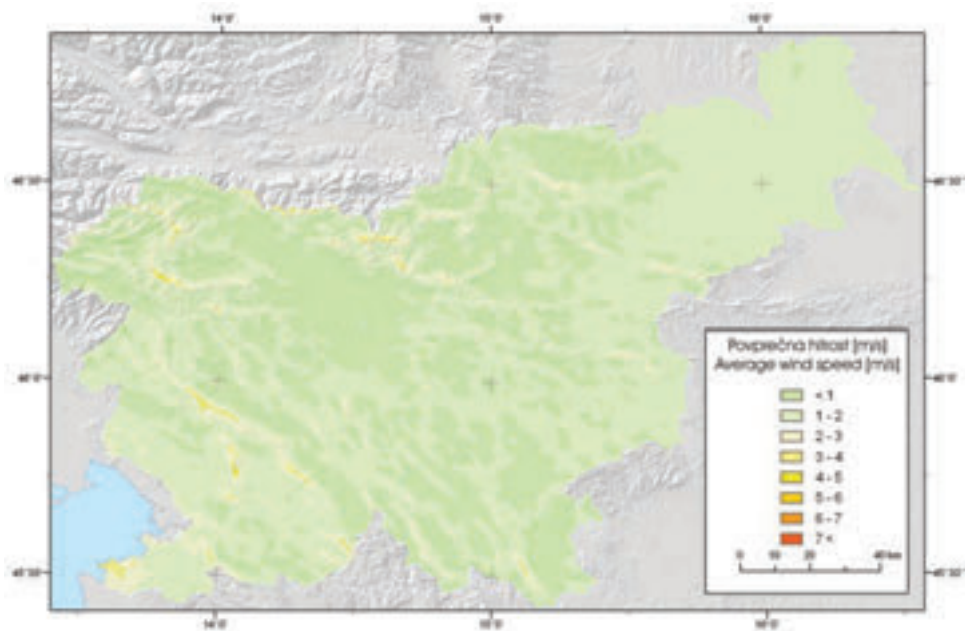 14°0' 15°0' 16°0'
46°30' 46°30'
46°0' 46°0'
45°30' 45°30'
Povprečna hitrost [m/s]
Average wind speed [m/s]
< 1
1 - 2
2 - 3
3 - 4
4 - 5
5 - 6
6 - 7
7 <
0 10 20 40 km
14°0' 15°0' 16°0'